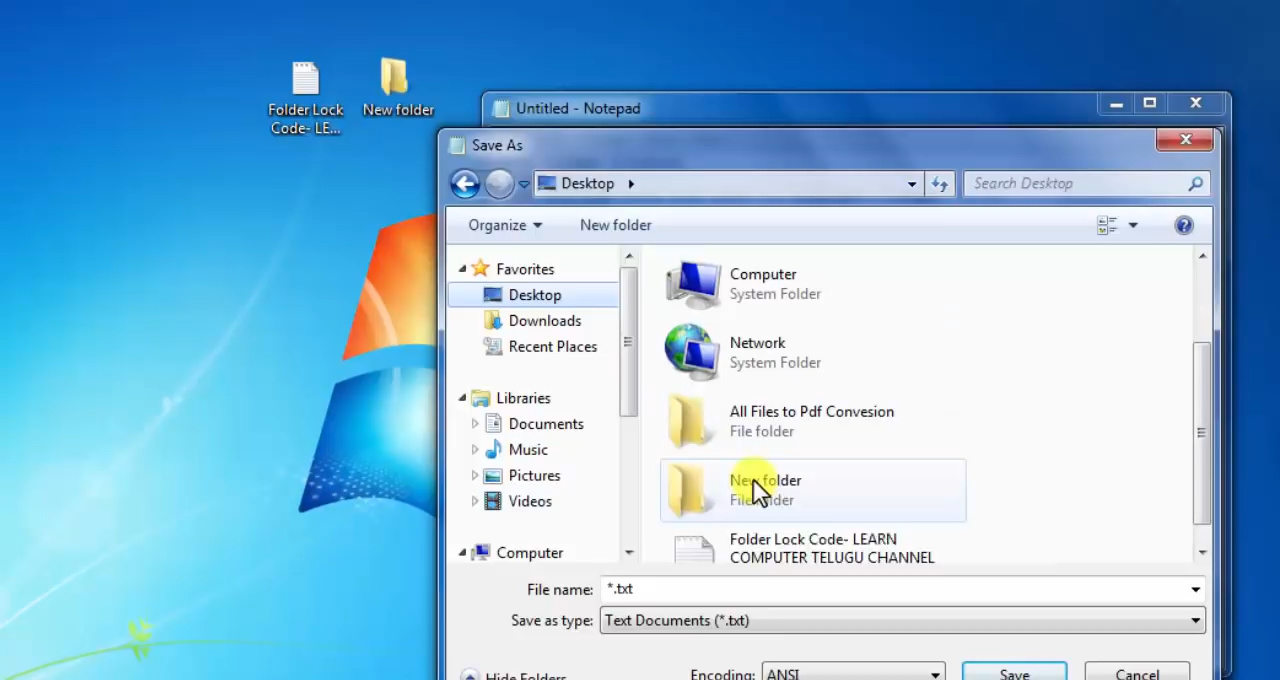 Folder Lock
Code- LE...
New folder
Untitled - Notepad
Save As
Desktop
Search Desktop
Organize
New folder
Favorites
Desktop
Downloads
Recent Places
Libraries
Documents
Music
Pictures
Videos
Computer
Computer
System Folder
Network
System Folder
All Files to Pdf Convesion
File folder
New folder
File folder
Folder Lock Code- LEARN
COMPUTER TELUGU CHANNEL
File name: *.txt
Save as type: Text Documents (*.txt)
Hide Folders
Encoding: ANSI
Save
Cancel